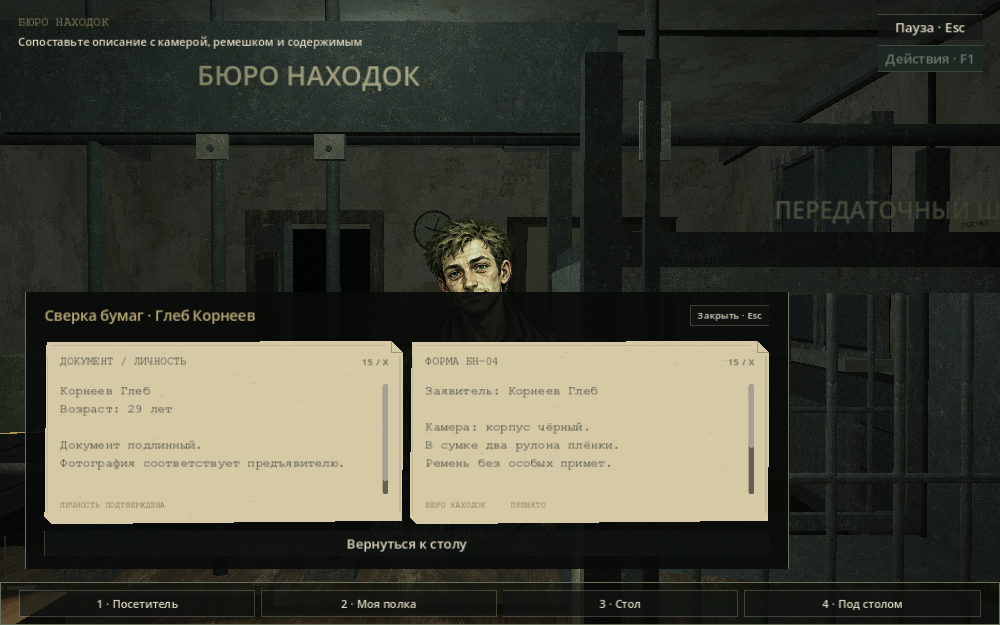 БЮРО НАХОДОК
Сопоставьте описание с камерой, ремешком и содержимым
Пауза · Esc
Действия · F1
БЮРО НАХОДОК
ПЕРЕДАТОЧНЫЙ
Сверка бумаг · Глеб Корнеев
Закрыть · Esc
ДОКУМЕНТ / ЛИЧНОСТЬ
15 / X
Корнеев Глеб
Возраст: 29 лет
Документ подлинный.
Фотография соответствует предъявителю.
ЛИЧНОСТЬ ПОДТВЕРЖДЕНА
ФОРМА БН-04
15 / X
Заявитель: Корнеев Глеб
Камера: корпус чёрный.
В сумке два рулона плёнки.
Ремень без особых примет.
БЮРО НАХОДОК · ПРИНЯТО
Вернуться к столу
1 · Посетитель
2 · Моя полка
3 · Стол
4 · Под столом